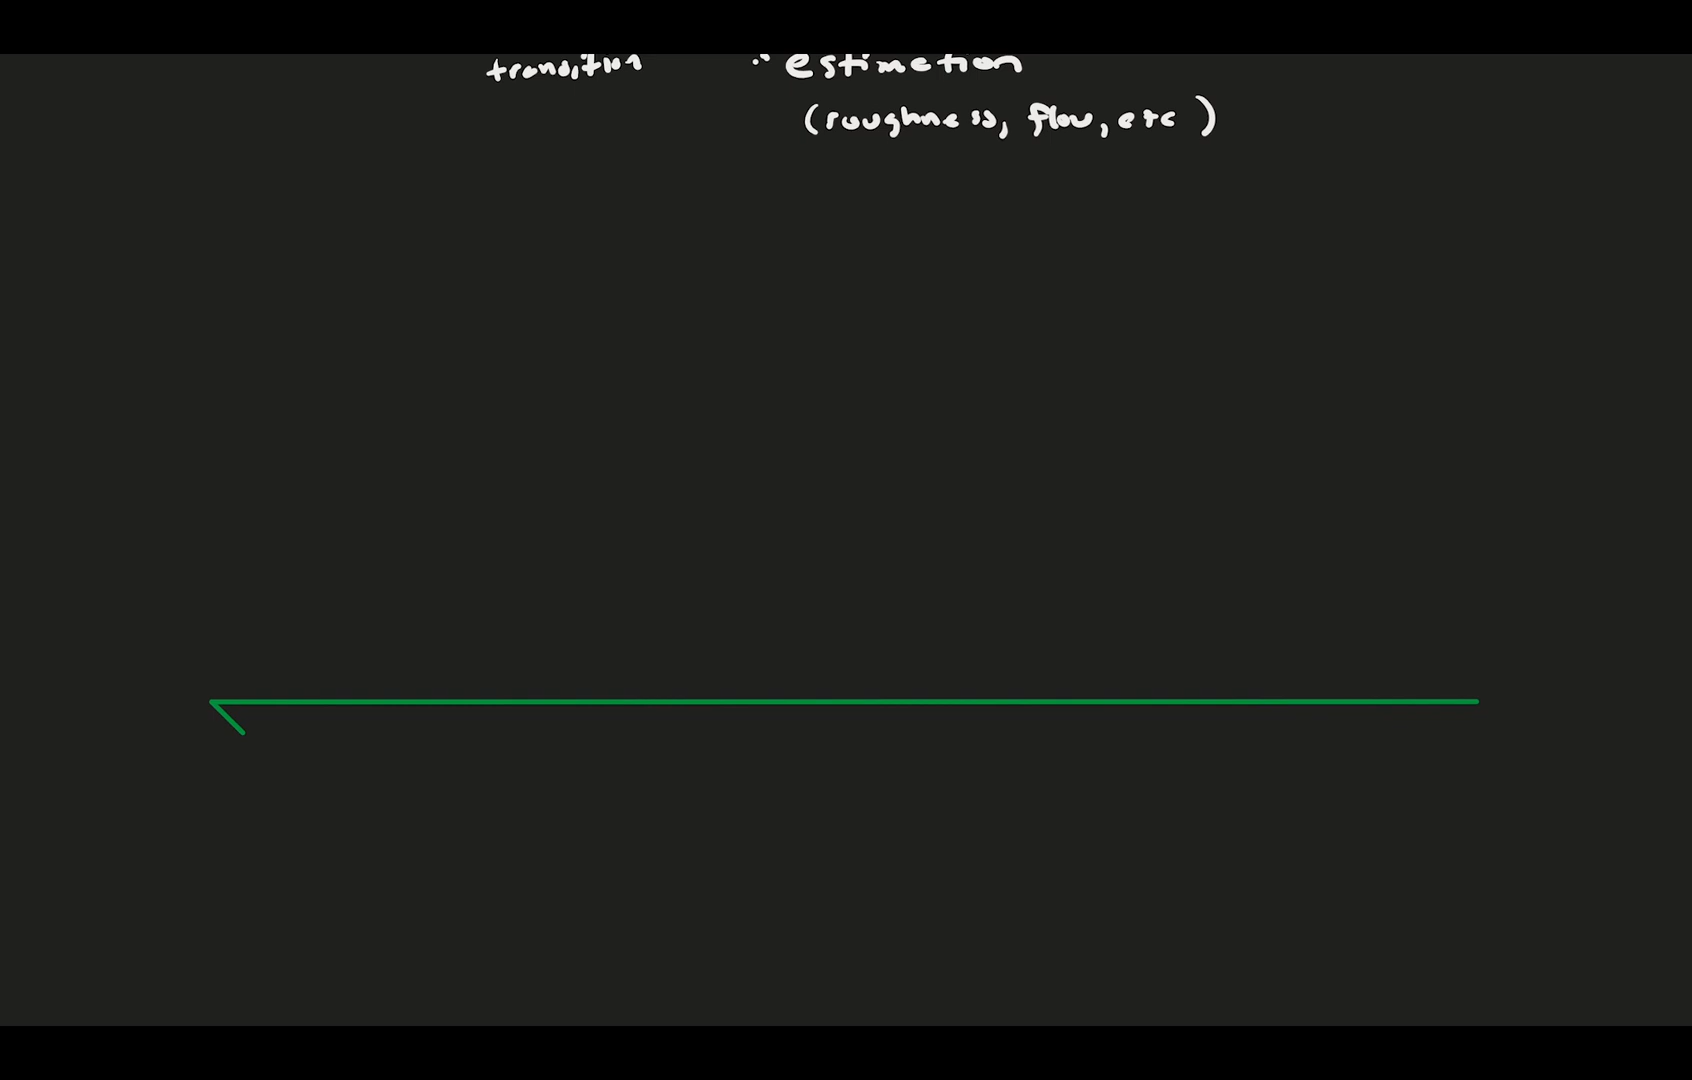 transition
∵ estimation
(roughness, flow, etc)